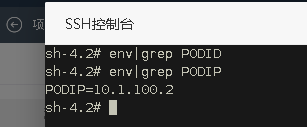 项
SSH控制台
sh-4.2# env|grep PODID
sh-4.2# env|grep PODIP
PODIP=10.1.100.2
sh-4.2#